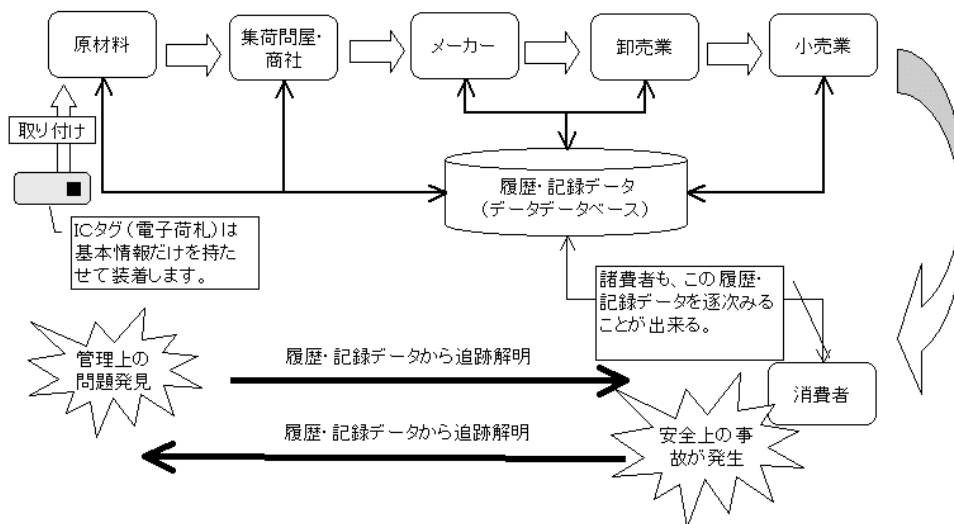 原材料
集荷問屋・
商社
メーカー
卸売業
小売業
取り付け
履歴・記録データ
(データデータベース)
ICタグ(電子荷札)は
基本情報だけを持た
せて装着します。
諸費者も、この履歴・
記録データを逐次みる
ことが出来る。
管理上の
問題発見
履歴・記録データから追跡解明
消費者
履歴・記録データから追跡解明
安全上の事
故が発生